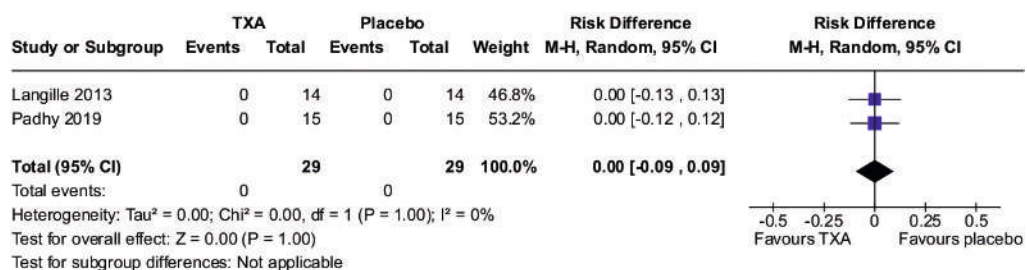 TXA Placebo Risk Difference Risk Difference
Study or Subgroup Events Total Events Total Weight M-H, Random, 95% CI M-H, Random, 95% CI
Langille 2013 0 14 0 14 46.8% 0.00 [-0.13 , 0.13]
Padhy 2019 0 15 0 15 53.2% 0.00 [-0.12 , 0.12]
Total (95% CI) 29 29 100.0% 0.00 [-0.09 , 0.09]
Total events: 0 0
Heterogeneity: Tau² = 0.00; Chi² = 0.00, df = 1 (P = 1.00); I² = 0%
Test for overall effect: Z = 0.00 (P = 1.00)
Test for subgroup differences: Not applicable
-0.5 -0.25 0 0.25 0.5
Favours TXA Favours placebo